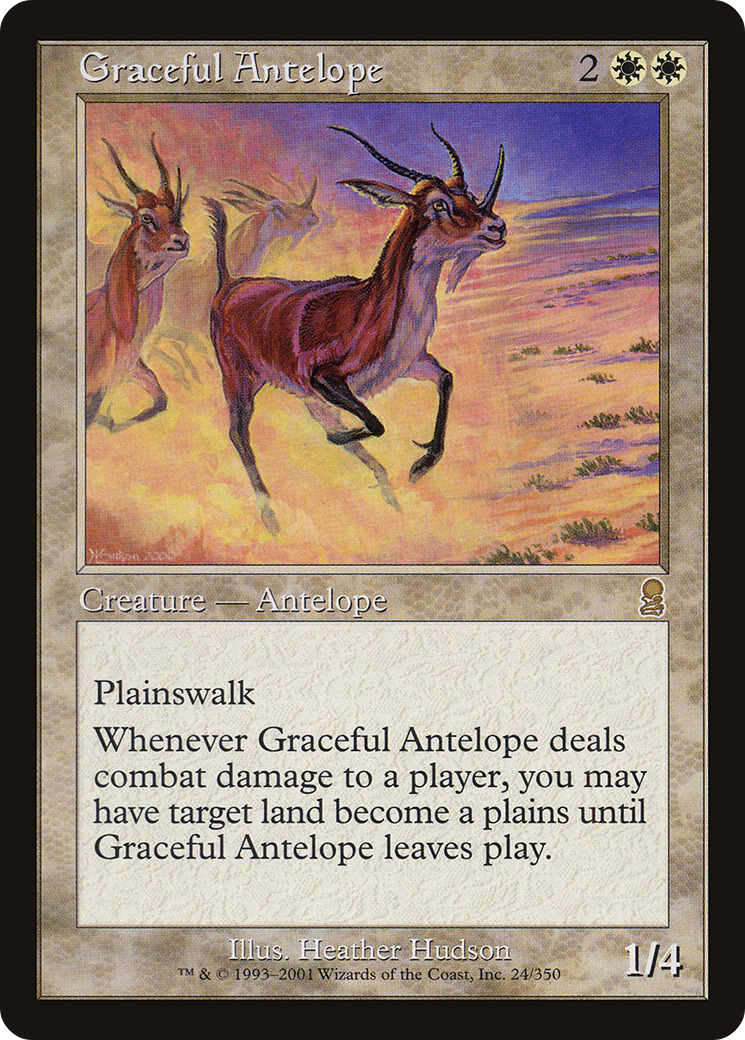 Graceful Antelope 2
Hudson 2000
Creature — Antelope
Plainswalk
Whenever Graceful Antelope deals
combat damage to a player, you may
have target land become a plains until
Graceful Antelope leaves play.
Illus. Heather Hudson
™ & © 1993–2001 Wizards of the Coast, Inc. 24/350
1/4